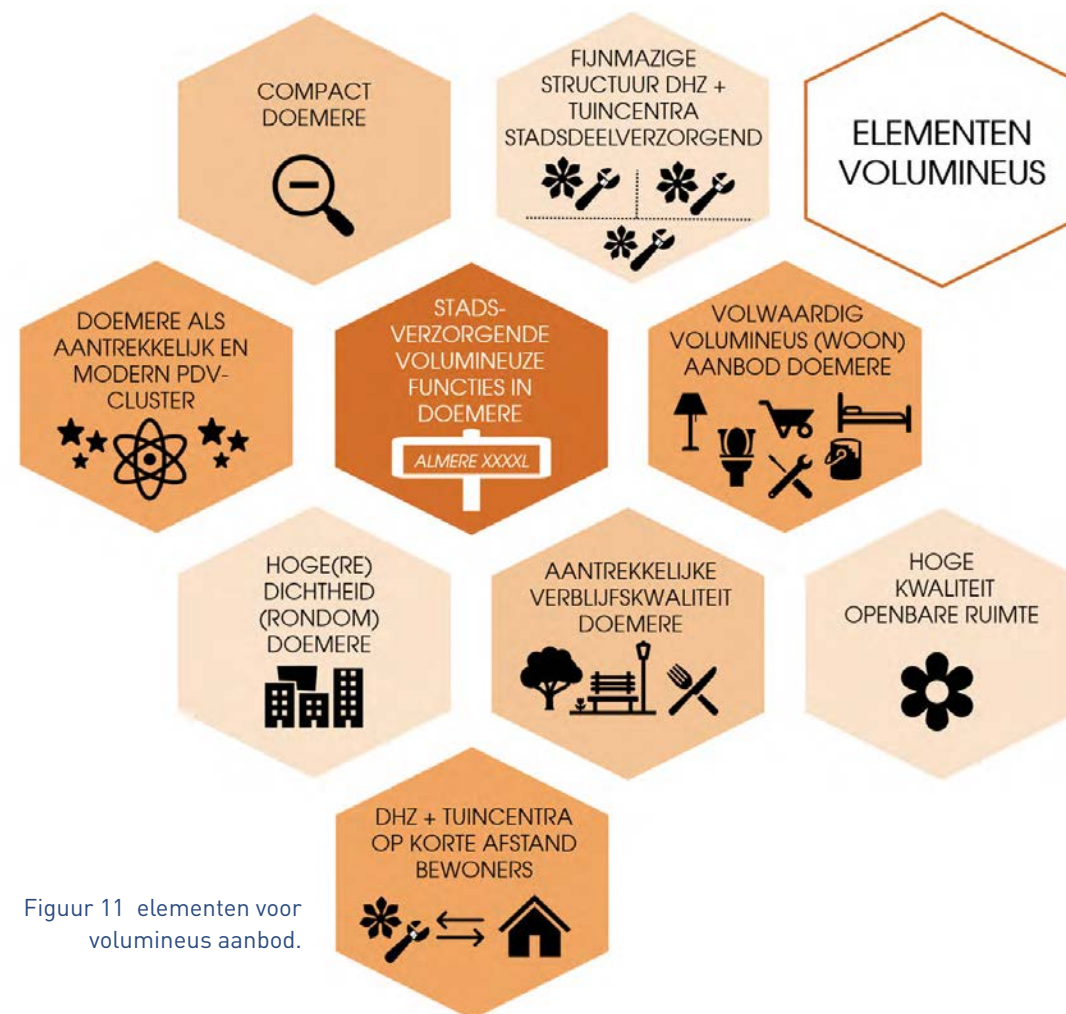 COMPACT
DOEMERE
FIJNMAZIGE
STRUCTUUR DHZ +
TUINCENTRA
STADSDEELVERZORGEND
ELEMENTEN
VOLUMINEUS
DOEMERE ALS
AANTREKKELIJK EN
MODERN PDV-
CLUSTER
STADS-
VERZORGENDE
VOLUMINEUZE
FUNCTIES IN
DOEMERE
ALMERE XXXXL
VOLWAARDIG
VOLUMINEUS (WOON)
AANBOD DOEMERE
HOGE(RE)
DICHTHEID
(RONDOM)
DOEMERE
AANTREKKELIJKE
VERBLIJFSKWALITEIT
DOEMERE
HOGE
KWALITEIT
OPENBARE RUIMTE
DHZ + TUINCENTRA
OP KORTE AFSTAND
BEWONERS
Figuur 11 elementen voor
volumineus aanbod.